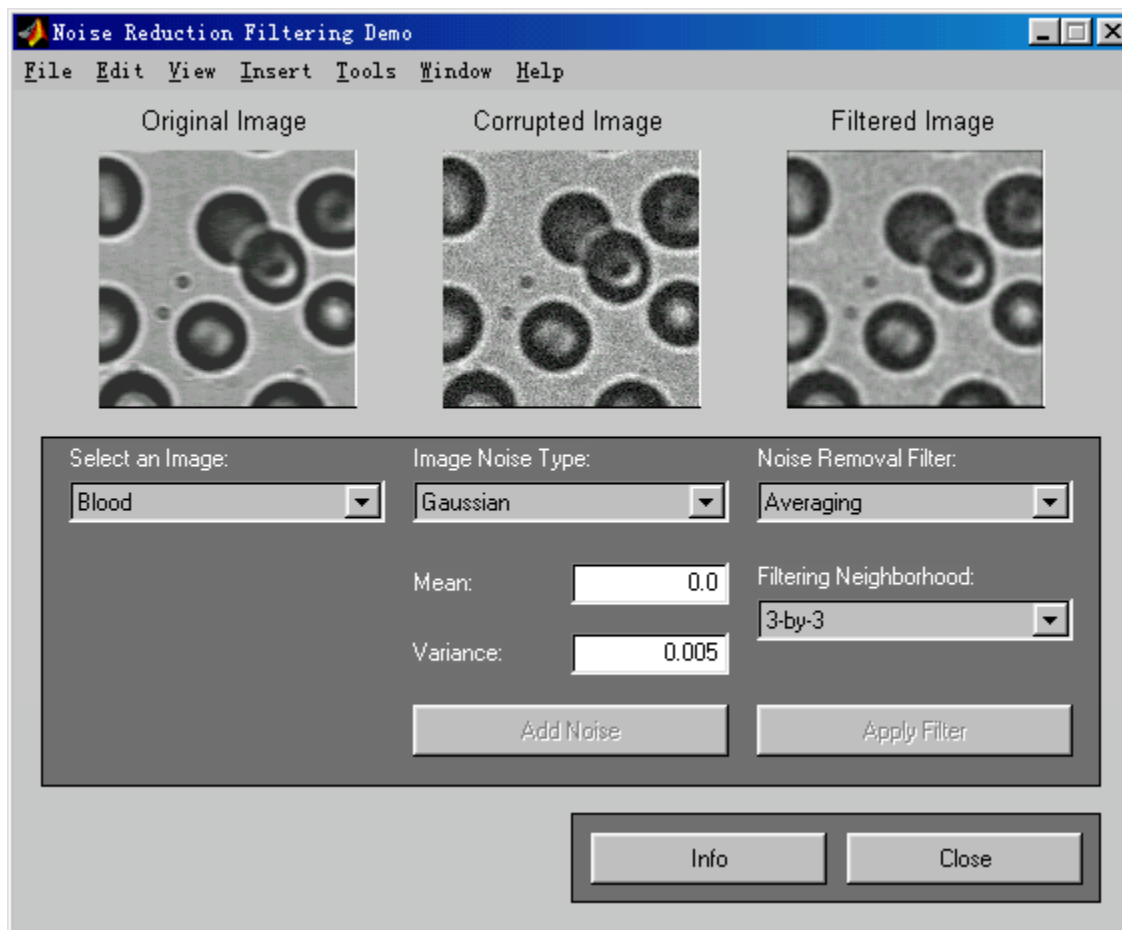 Noise Reduction Filtering Demo
File Edit View Insert Tools Window Help
Original Image
Corrupted Image
Filtered Image
Select an Image:
Image Noise Type:
Noise Removal Filter:
Blood
Gaussian
Averaging
Mean:
0.0
Filtering Neighborhood:
3-by-3
Variance:
0.005
Add Noise
Apply Filter
Info
Close